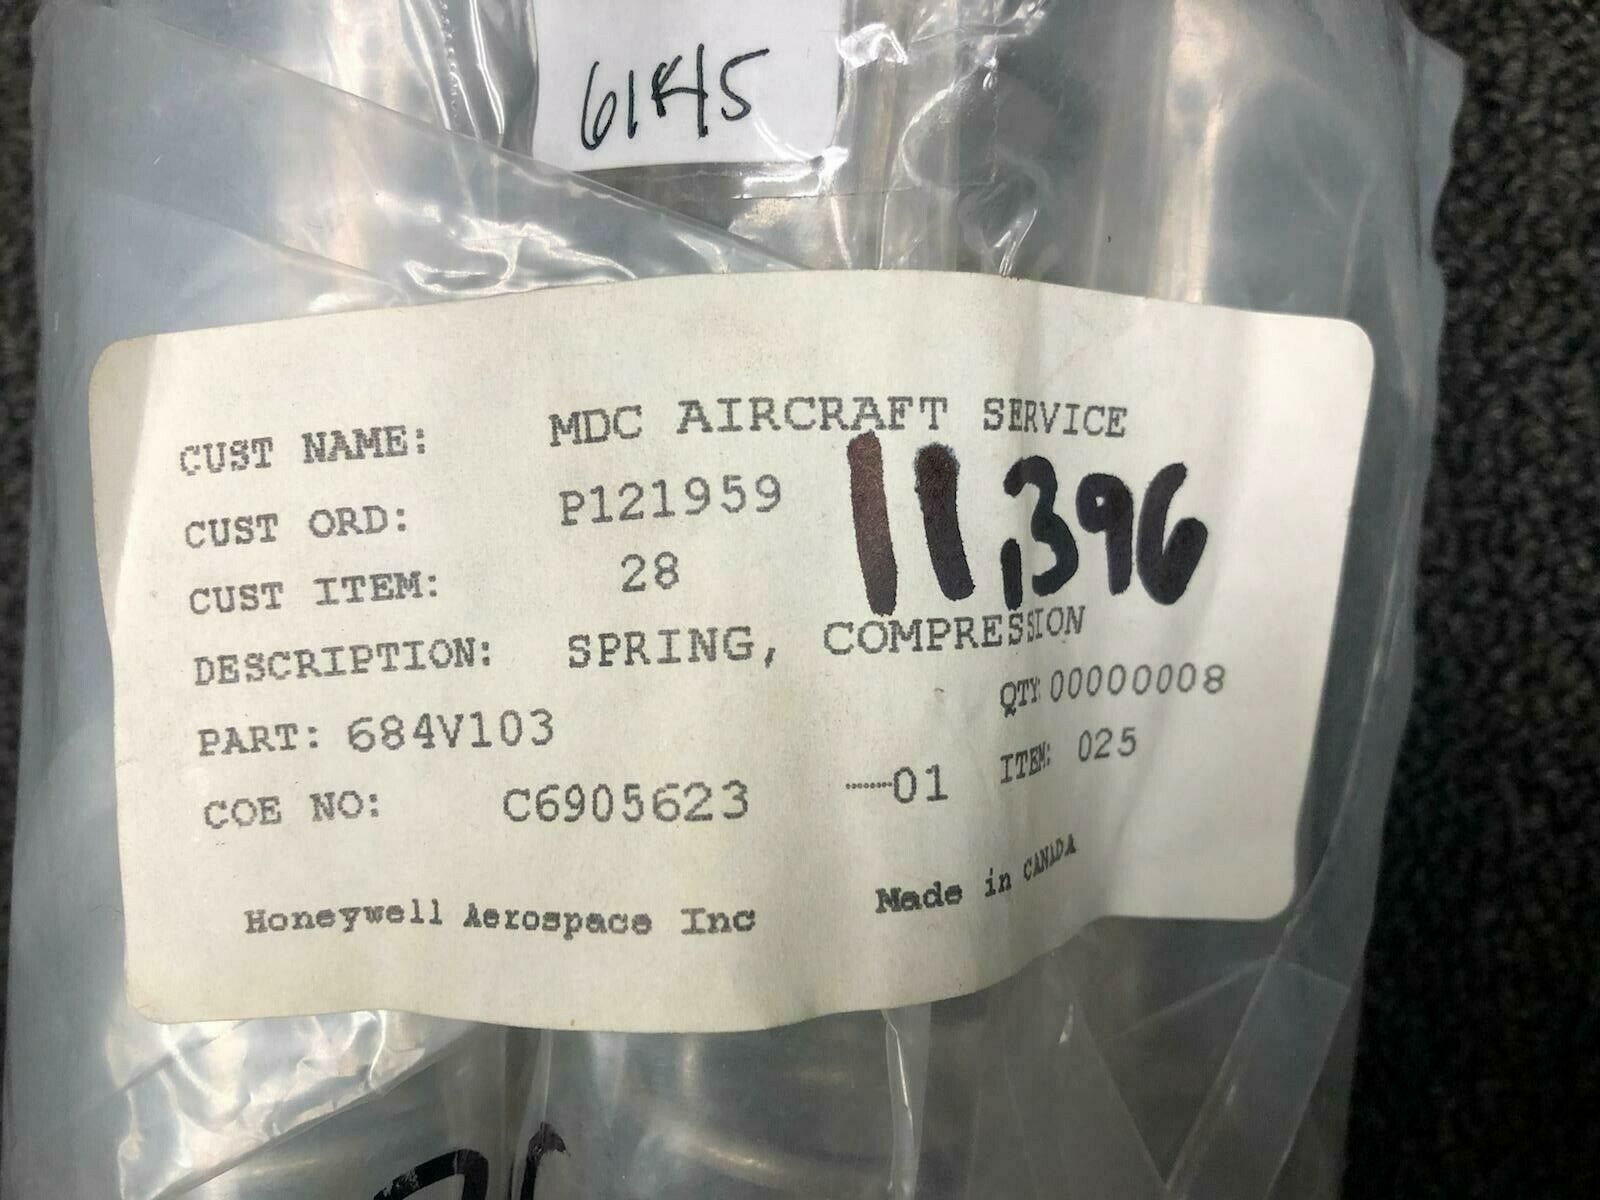 CUST NAME: MDC AIRCRAFT SERVICE
CUST ORD: P121959
11,396
CUST ITEM: 28
DESCRIPTION: SPRING, COMPRESSION
PART: 684V103 QTY: 00000008
COE NO: C6905623 -01 ITEM: 025
Honeywell Aerospace Inc Made in CANADA